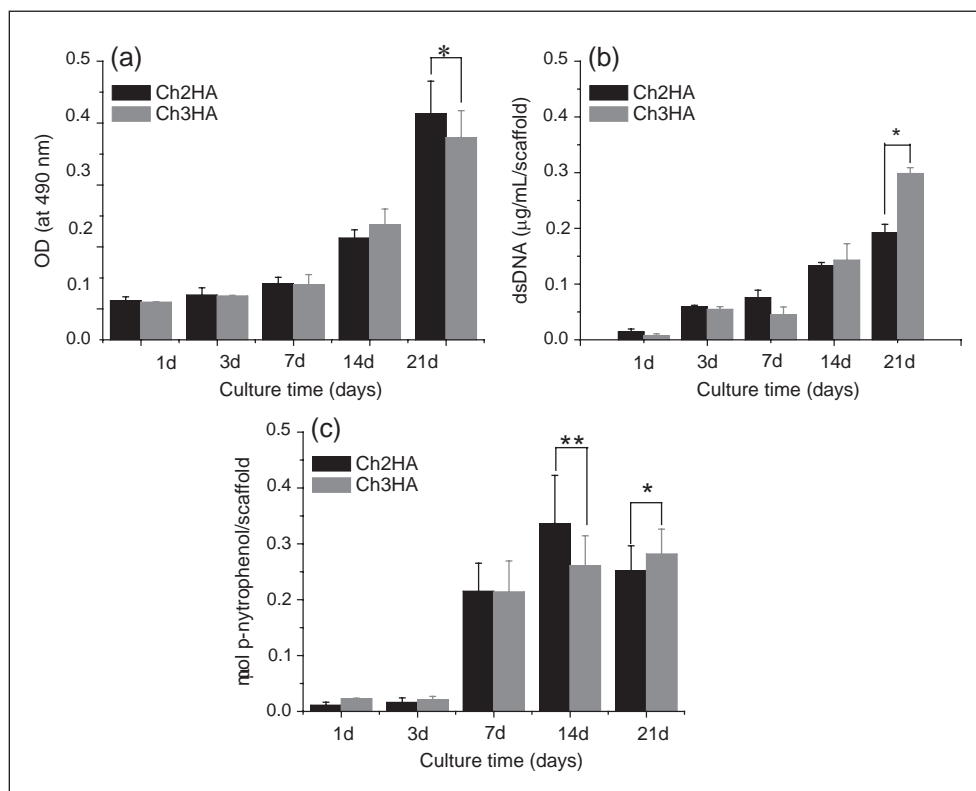 (a)
Ch2HA
Ch3HA
*
0.5
0.4
0.3
0.2
0.1
0.0
OD (at 490 nm)
1d 3d 7d 14d 21d
Culture time (days)
(b)
Ch2HA
Ch3HA
*
0.5
0.4
0.3
0.2
0.1
0.0
dsDNA (μg/mL/scaffold)
1d 3d 7d 14d 21d
Culture time (days)
(c)
Ch2HA
Ch3HA
**
*
0.5
0.4
0.3
0.2
0.1
0.0
p-nytrophenol/scaffold
1d 3d 7d 14d 21d
Culture time (days)